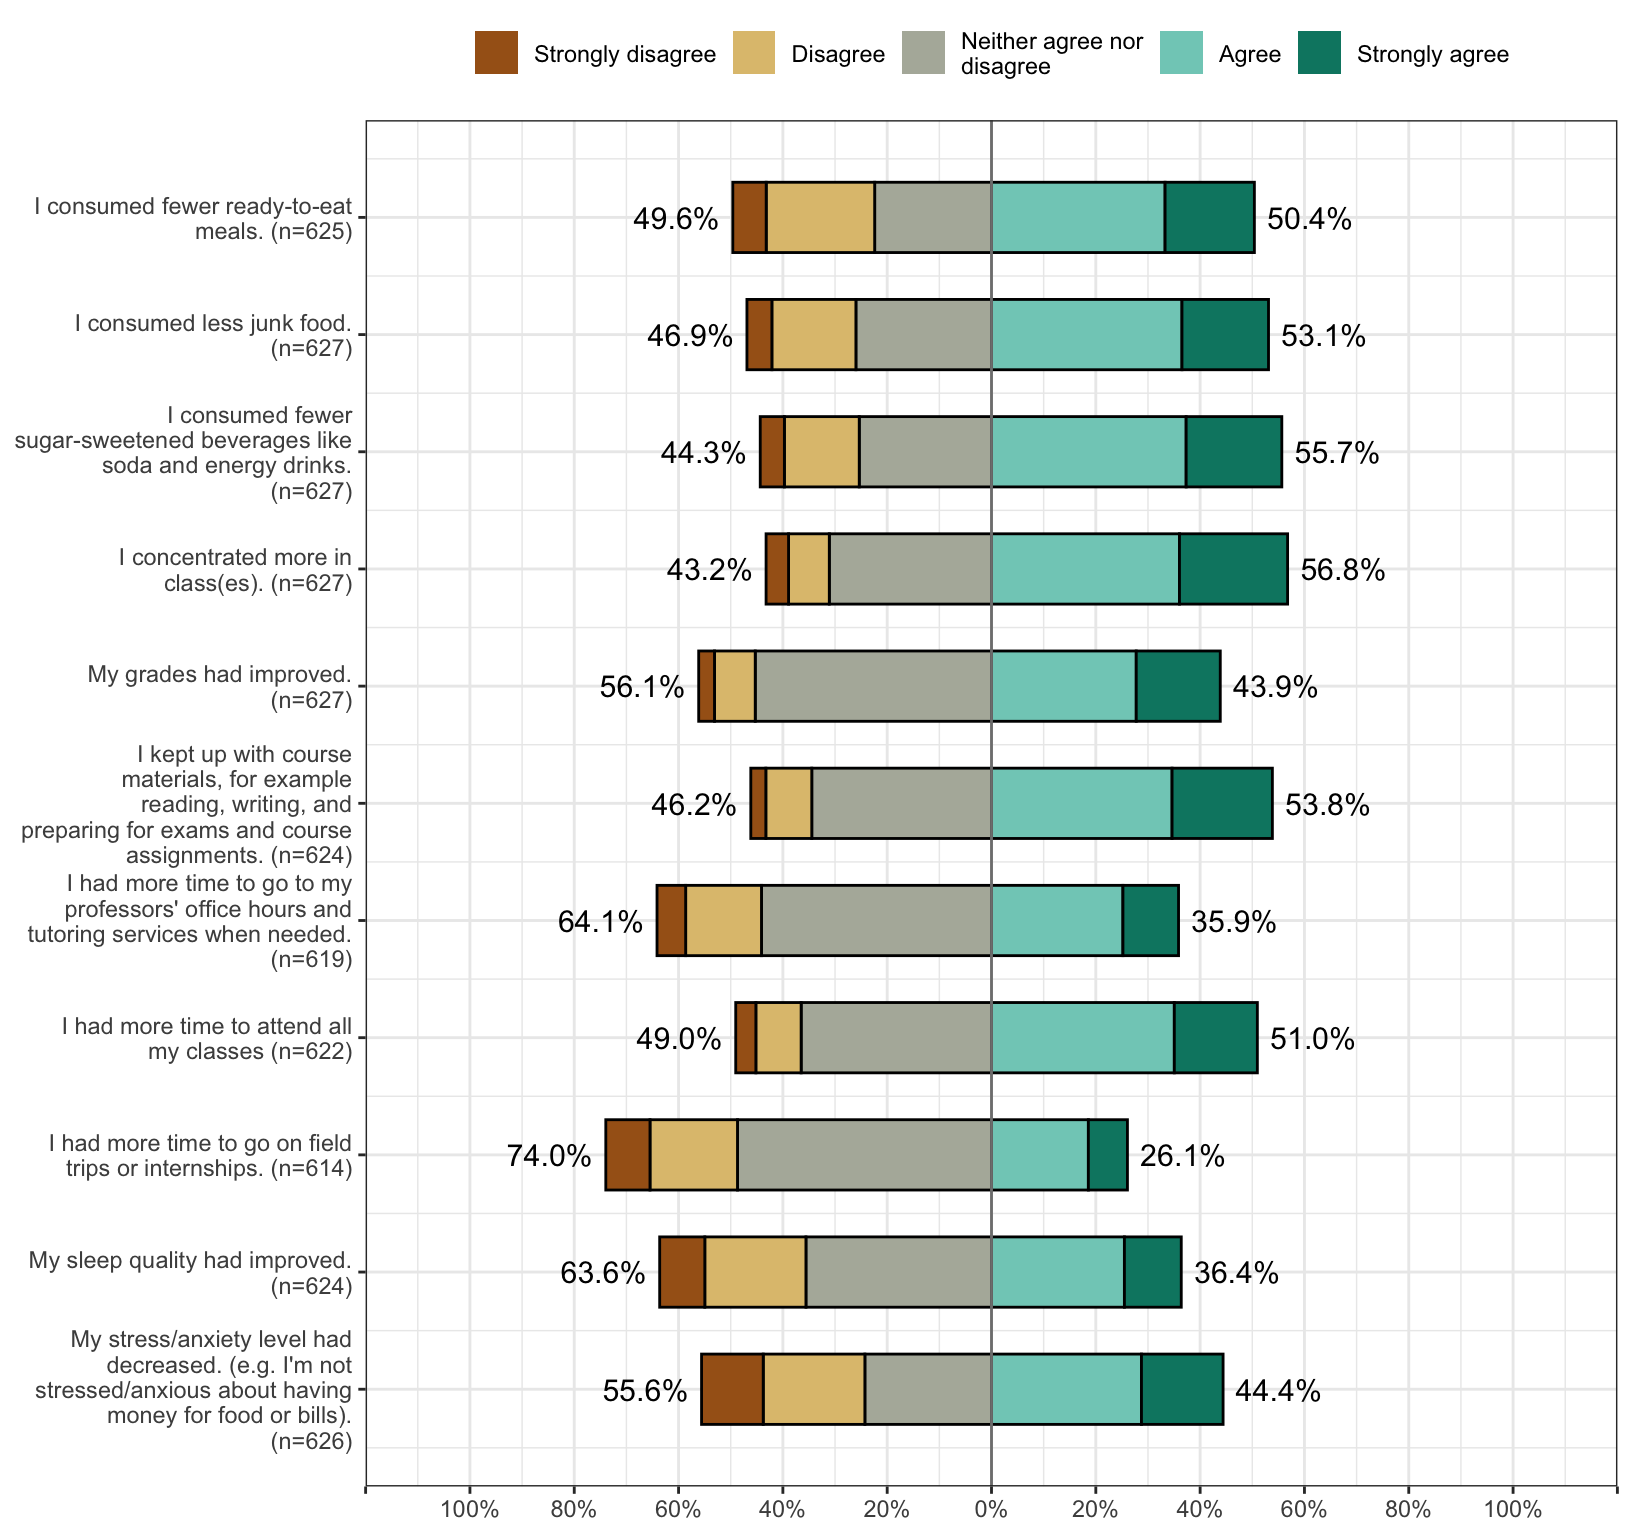 Strongly disagree
Disagree
Neither agree nor
disagree
Agree
Strongly agree
I consumed fewer ready-to-eat
meals. (n=625)
49.6%
50.4%
I consumed less junk food.
(n=627)
46.9%
53.1%
I consumed fewer
sugar-sweetened beverages like
soda and energy drinks.
(n=627)
44.3%
55.7%
I concentrated more in
class(es). (n=627)
43.2%
56.8%
My grades had improved.
(n=627)
56.1%
43.9%
I kept up with course
materials, for example
reading, writing, and
preparing for exams and course
assignments. (n=624)
46.2%
53.8%
I had more time to go to my
professors' office hours and
tutoring services when needed.
(n=619)
64.1%
35.9%
I had more time to attend all
my classes (n=622)
49.0%
51.0%
I had more time to go on field
trips or internships. (n=614)
74.0%
26.1%
My sleep quality had improved.
(n=624)
63.6%
36.4%
My stress/anxiety level had
decreased. (e.g. I'm not
stressed/anxious about having
money for food or bills).
(n=626)
55.6%
44.4%
100% 80% 60% 40% 20% 0% 20% 40% 60% 80% 100%